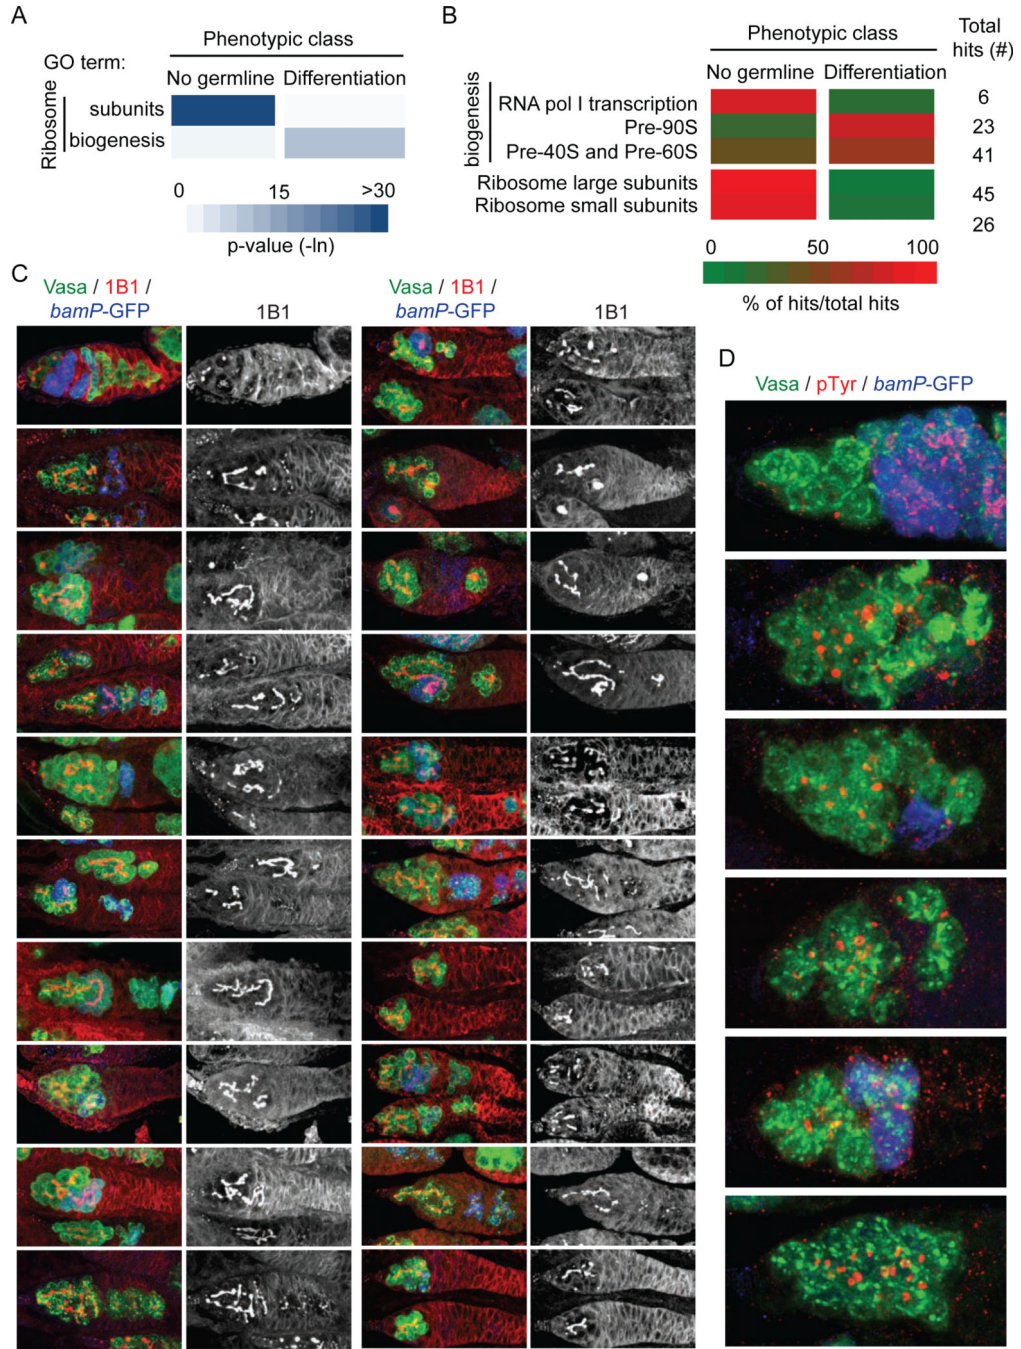 A
Phenotypic class
GO term:
No germline Differentiation
Ribosome
subunits
biogenesis
0 15 >30
p-value (-ln)
B
Phenotypic class
Total
hits (#)
No germline Differentiation
biogenesis
RNA pol I transcription 6
Pre-90S 23
Pre-40S and Pre-60S 41
Ribosome large subunits 45
Ribosome small subunits 26
0 50 100
% of hits/total hits
C
Vasa / 1B1 /
bamP-GFP
1B1
Vasa / 1B1 /
bamP-GFP
1B1
D
Vasa / pTyr / bamP-GFP